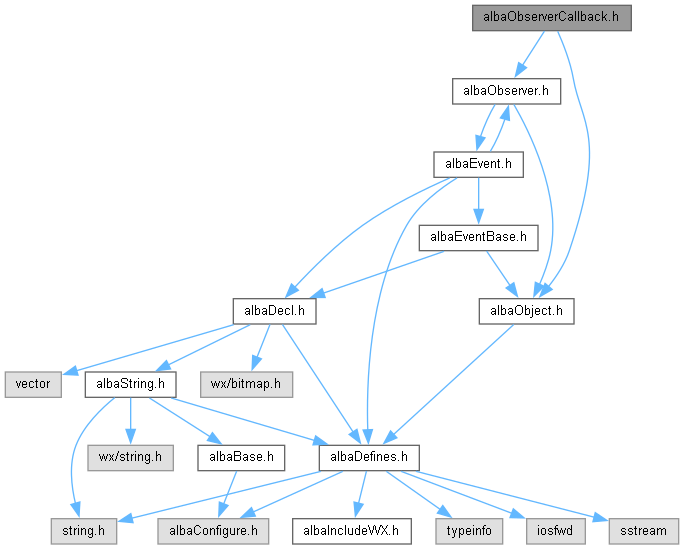 albaObserverCallback.h
albaObserver.h
albaEvent.h
albaEventBase.h
albaDecl.h
albaObject.h
vector
albaString.h
wx/bitmap.h
wx/string.h
albaBase.h
albaDefines.h
string.h
albaConfigure.h
albaIncludeWX.h
typeinfo
iosfwd
sstream